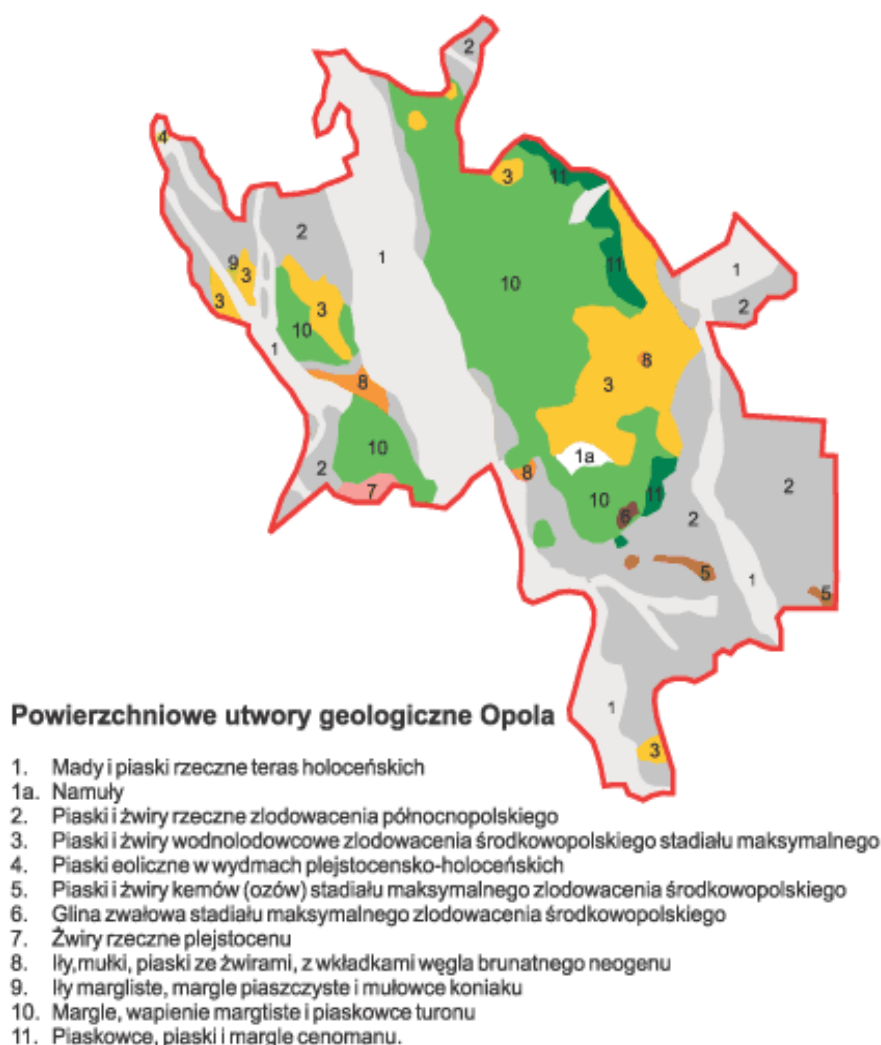 2
4
3
11
2
1
1
9
3
11
10
2
3
3
10
1
8
3
8
10
1a
2
8
2
7
10
6
11
2
5
1
5
1
3
Powierzchniowe utwory geologiczne Opola
1. Mady i piaski rzeczne teras holoceńskich
1a. Namuły
2. Piaski i żwiry rzeczne zlodowacenia północnopolskiego
3. Piaski i żwiry wodnolodowcowe zlodowacenia środkowopolskiego stadiału maksymalnego
4. Piaski eoliczne w wydmach plejstocensko-holoceńskich
5. Piaski i żwiry kemów (ozów) stadiału maksymalnego zlodowacenia środkowopolskiego
6. Glina zwałowa stadiału maksymalnego zlodowacenia środkowopolskiego
7. Żwiry rzeczne plejstocenu
8. Iły,mułki, piaski ze żwirami, z wkładkami węgla brunatnego neogenu
9. Iły margliste, margle piaszczyste i mułowce koniaku
10. Margle, wapienie margtiste i piaskowce turonu
11. Piaskowce, piaski i margle cenomanu.